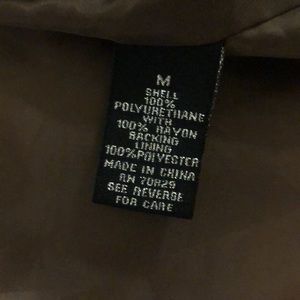 M
SHELL
100%
POLYURETHANE
WITH
100% RAYON
BACKING
LINING
100%POLYESTER
MADE IN CHINA
RN 70829
SEE REVERSE
FOR CARE